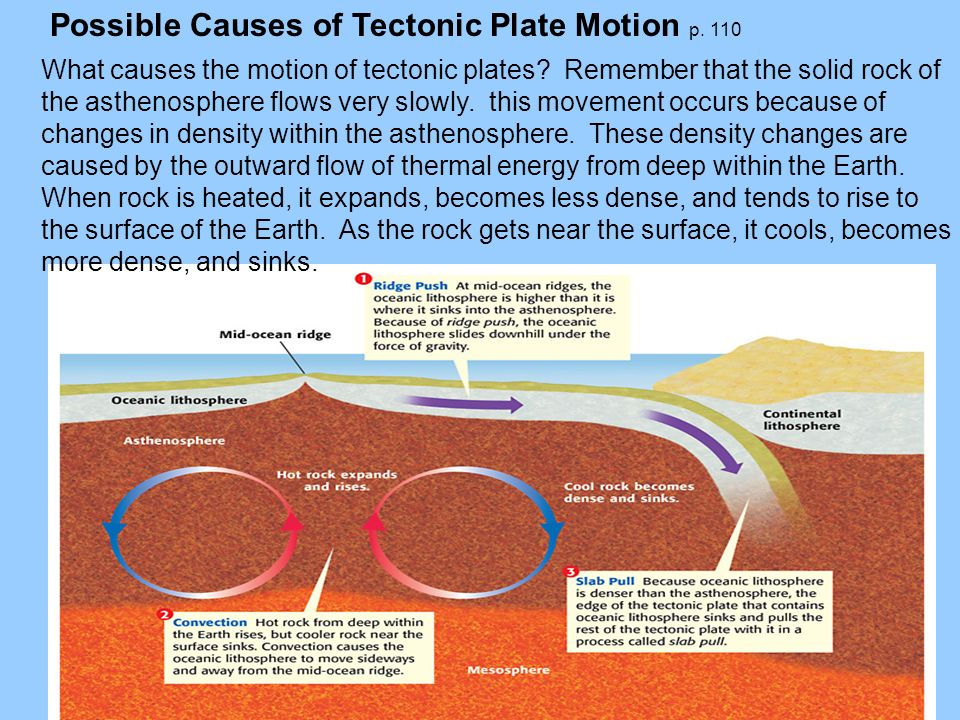 Possible Causes of Tectonic Plate Motion p. 110
What causes the motion of tectonic plates? Remember that the solid rock of
the asthenosphere flows very slowly. this movement occurs because of
changes in density within the asthenosphere. These density changes are
caused by the outward flow of thermal energy from deep within the Earth.
When rock is heated, it expands, becomes less dense, and tends to rise to
the surface of the Earth. As the rock gets near the surface, it cools, becomes
more dense, and sinks.
1
Ridge Push At mid-ocean ridges, the
oceanic lithosphere is higher than it is
where it sinks into the asthenosphere.
Because of ridge push, the oceanic
lithosphere slides downhill under the
force of gravity.
Mid-ocean ridge
Oceanic lithosphere
Continental
lithosphere
Asthenosphere
Hot rock expands
and rises.
Cool rock becomes
dense and sinks.
3
Slab Pull Because oceanic lithosphere
is denser than the asthenosphere, the
edge of the tectonic plate that contains
oceanic lithosphere sinks and pulls the
rest of the tectonic plate with it in a
process called slab pull.
2
Convection Hot rock from deep within
the Earth rises, but cooler rock near the
surface sinks. Convection causes the
oceanic lithosphere to move sideways
and away from the mid-ocean ridge.
Mesosphere